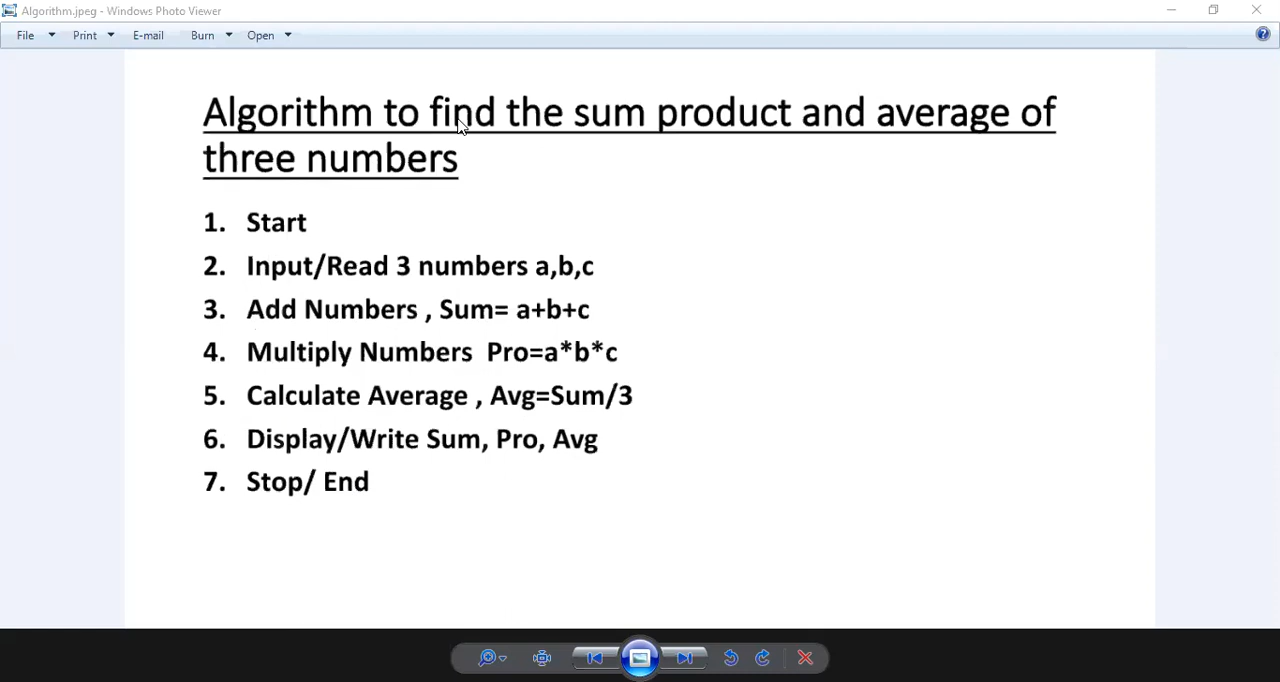 Algorithm.jpeg - Windows Photo Viewer
File Print E-mail Burn Open
Algorithm to find the sum product and average of
three numbers
1. Start
2. Input/Read 3 numbers a,b,c
3. Add Numbers , Sum= a+b+c
4. Multiply Numbers Pro=a*b*c
5. Calculate Average , Avg=Sum/3
6. Display/Write Sum, Pro, Avg
7. Stop/ End